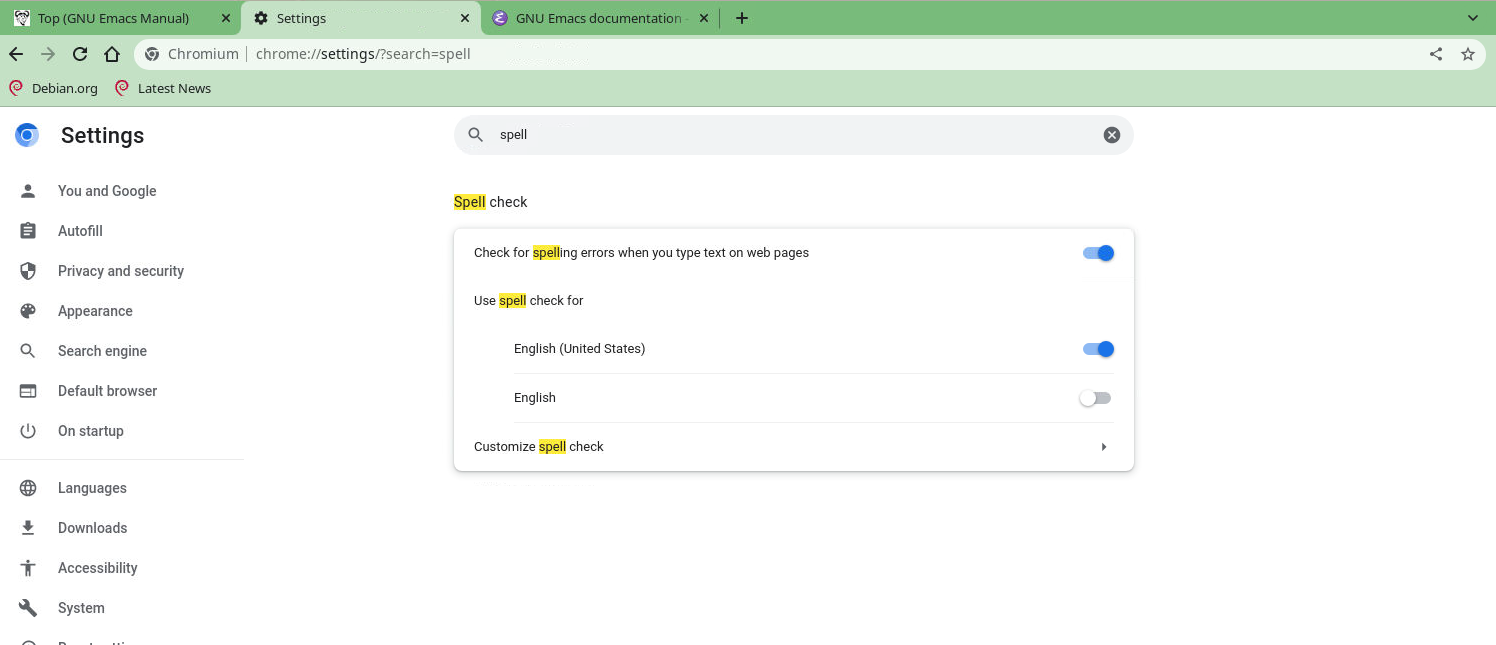 Top (GNU Emacs Manual)
Settings
GNU Emacs documentation -
Chromium
chrome://settings/?search=spell
Debian.org
Latest News
Settings
spell
You and Google
Autofill
Privacy and security
Appearance
Search engine
Default browser
On startup
Languages
Downloads
Accessibility
System
Spell check
Check for spelling errors when you type text on web pages
Use spell check for
English (United States)
English
Customize spell check